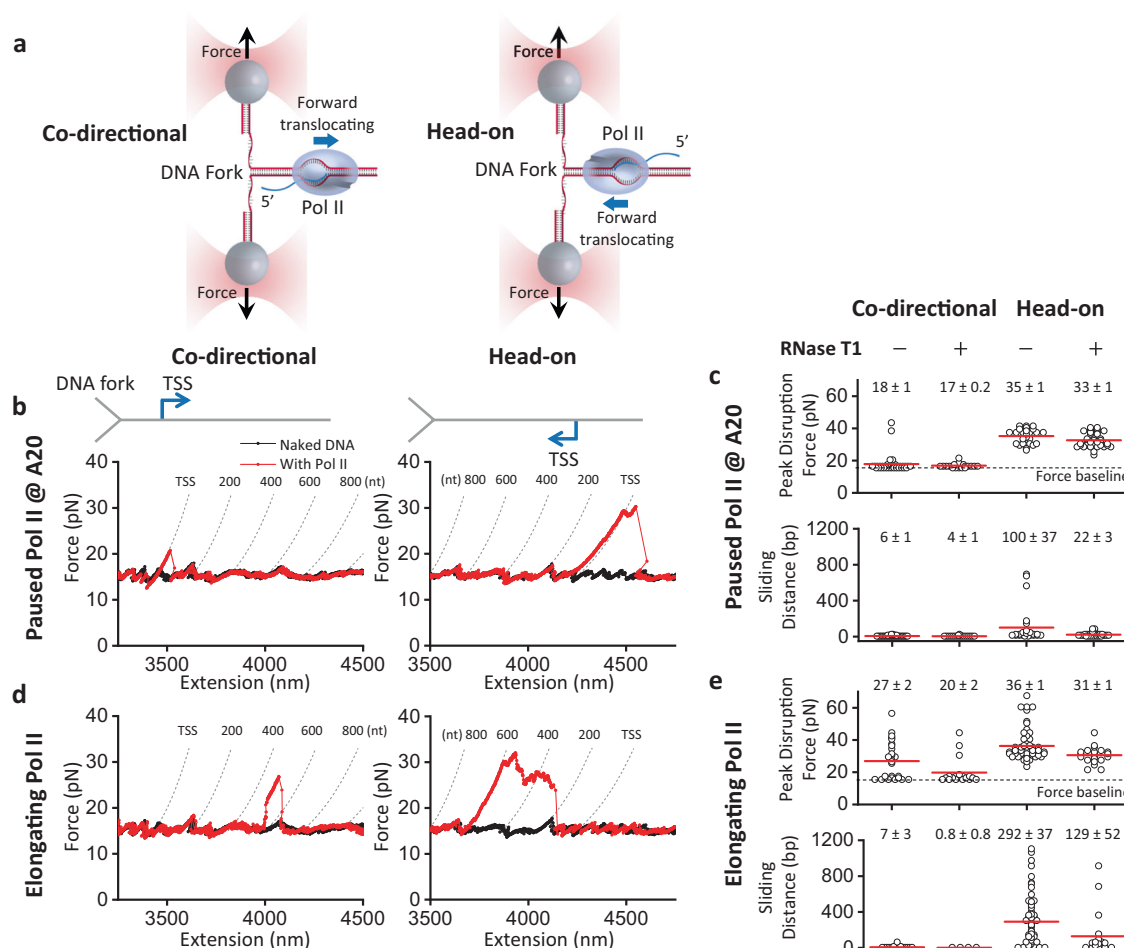 a
Force
Force
Forward
translocating
Co-directional
Head-on
Pol II
5'
DNA Fork
DNA Fork
5'
Pol II
Forward
translocating
Force
Force
Co-directional
Head-on
DNA fork
TSS
TSS
b
Paused Pol II @ A20
Naked DNA
With Pol II
40
30
20
10
0
Force (pN)
TSS
200
400
600
800 (nt)
3500
4000
4500
Extension (nm)
40
30
20
10
0
Force (pN)
(nt) 800
600
400
200
TSS
3500
4000
4500
Extension (nm)
d
Elongating Pol II
40
30
20
10
0
Force (pN)
TSS
200
400
600
800 (nt)
3500
4000
4500
Extension (nm)
40
30
20
10
0
Force (pN)
(nt) 800
600
400
200
TSS
3500
4000
4500
Extension (nm)
Co-directional
Head-on
RNase T1
−
+
−
+
c
Paused Pol II @ A20
Peak Disruption
Force (pN)
60
40
20
0
18 ± 1
17 ± 0.2
35 ± 1
33 ± 1
Force baseline
Sliding
Distance (bp)
1200
800
400
0
6 ± 1
4 ± 1
100 ± 37
22 ± 3
e
Elongating Pol II
Peak Disruption
Force (pN)
60
40
20
0
27 ± 2
20 ± 2
36 ± 1
31 ± 1
Force baseline
Sliding
Distance (bp)
1200
800
400
0
7 ± 3
0.8 ± 0.8
292 ± 37
129 ± 52